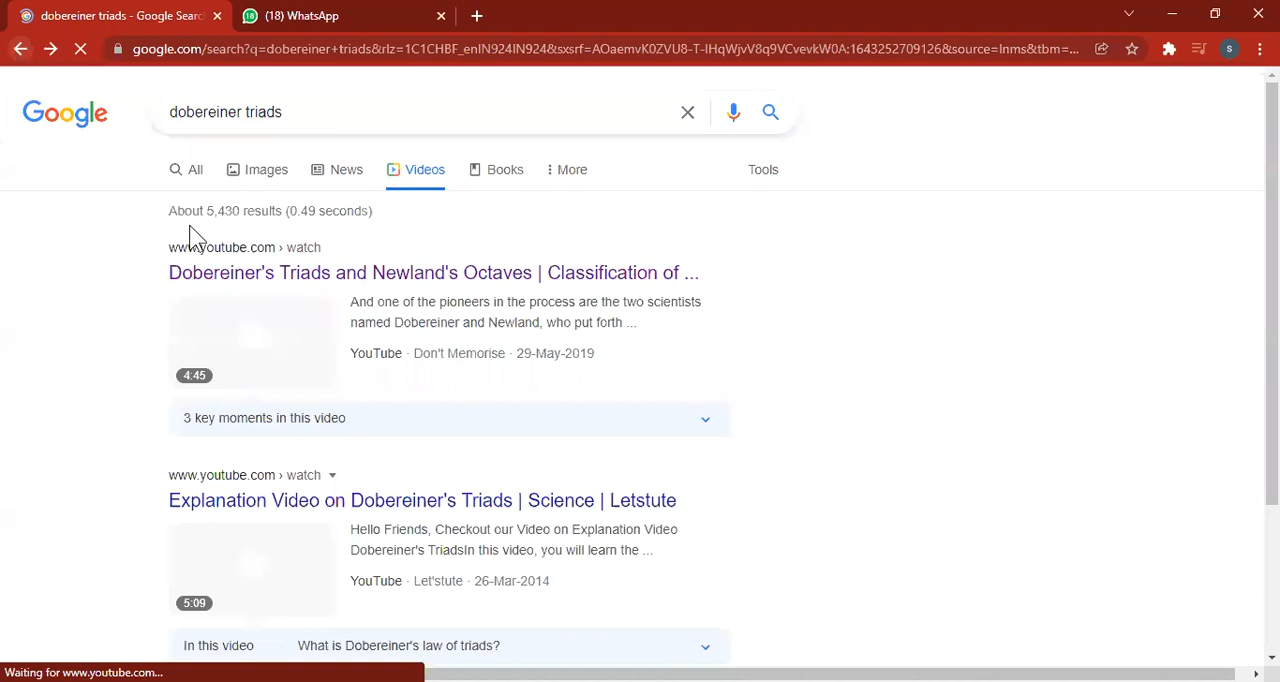 dobereiner triads - Google Sear
(18) WhatsApp
google.com/search?q=dobereiner+triads&rlz=1C1CHBF_enIN924IN924&sxsrf=AOaemvK0ZVU8-T-IHqWjvV8q9VCvevkW0A:1643252709126&source=lnms&tbm=...
S
Google
dobereiner triads
All Images News Videos Books More Tools
About 5,430 results (0.49 seconds)
www.youtube.com › watch
Dobereiner's Triads and Newland's Octaves | Classification of ...
And one of the pioneers in the process are the two scientists
named Dobereiner and Newland, who put forth ...
YouTube · Don't Memorise · 29-May-2019
4:45
3 key moments in this video
www.youtube.com › watch
Explanation Video on Dobereiner's Triads | Science | Letstute
Hello Friends, Checkout our Video on Explanation Video
Dobereiner's TriadsIn this video, you will learn the ...
YouTube · Let'stute · 26-Mar-2014
5:09
In this video What is Dobereiner's law of triads?
Waiting for www.youtube.com...